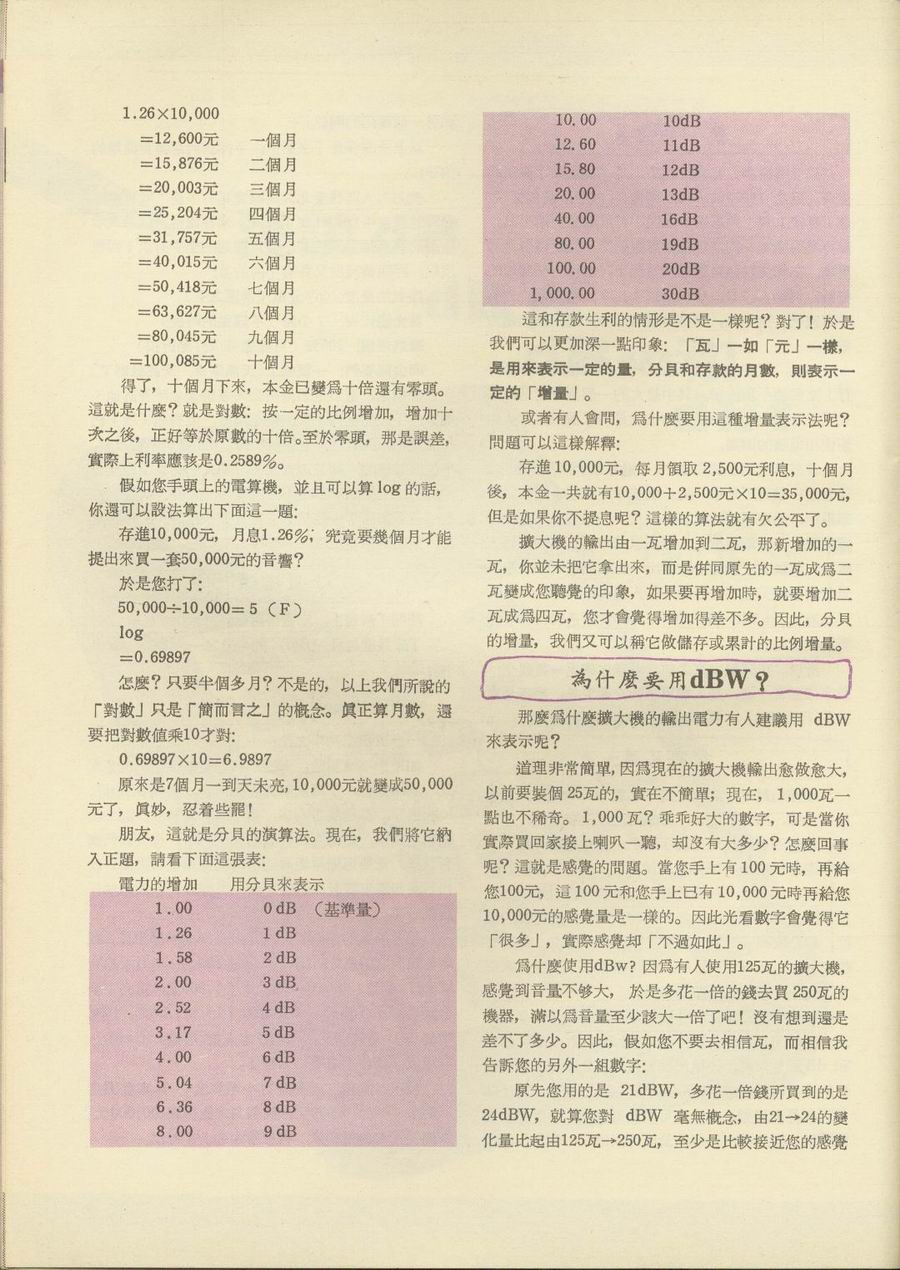 1.26×10,000
=12,600元 一個月
=15,876元 二個月
=20,003元 三個月
=25,204元 四個月
=31,757元 五個月
=40,015元 六個月
=50,418元 七個月
=63,627元 八個月
=80,045元 九個月
=100,085元 十個月
得了，十個月下來，本金已變爲十倍還有零頭。
這就是什麼？就是對數：按一定的比例增加，增加十
次之後，正好等於原數的十倍。至於零頭，那是誤差，
實際上利率應該是0.2589%。
假如您手頭上的電算機，並且可以算 log 的話，
你還可以設法算出下面這一題：
存進10,000元，月息1.26%；究竟要幾個月才能
提出來買一套50,000元的音響？
於是您打了：
50,000÷10,000= 5（F）
log
=0.69897
怎麼？只要半個多月？不是的，以上我們所說的
「對數」只是「簡而言之」的概念。眞正算月數，還
要把對數值乘10才對：
0.69897×10=6.9897
原來是7個月一到天未亮，10,000元就變成50,000
元了，眞妙，忍着些罷！
朋友，這就是分貝的演算法。現在，我們將它納
入正題，請看下面這張表：
電力的增加 用分貝來表示
1.00 0 dB （基準量）
1.26 1 dB
1.58 2 dB
2.00 3 dB
2.52 4 dB
3.17 5 dB
4.00 6 dB
5.04 7 dB
6.36 8 dB
8.00 9 dB
10.00 10dB
12.60 11dB
15.80 12dB
20.00 13dB
40.00 16dB
80.00 19dB
100.00 20dB
1,000.00 30dB
這和存款生利的情形是不是一樣呢？對了！於是
我們可以更加深一點印象：「瓦」一如「元」一樣，
是用來表示一定的量，分貝和存款的月數，則表示一
定的「增量」。
或者有人會問，爲什麼要用這種增量表示法呢？
問題可以這樣解釋：
存進10,000元，每月領取 2,500元利息，十個月
後，本金一共就有10,000+2,500元×10=35,000元，
但是如果你不提息呢？這樣的算法就有欠公平了。
擴大機的輸出由一瓦增加到二瓦，那新增加的一
瓦，你並未把它拿出來，而是併同原先的一瓦成爲二
瓦變成您聽覺的印象，如果要再增加時，就要增加二
瓦成爲四瓦，您才會覺得增加得差不多。因此，分貝
的增量，我們又可以稱它做儲存或累計的比例增量。
為什麼要用dBW？
那麼爲什麼擴大機的輸出電力有人建議用 dBW
來表示呢？
道理非常簡單，因爲現在的擴大機輸出愈做愈大，
以前要裝個 25瓦的，實在不簡單；現在，1,000瓦一
點也不稀奇。1,000 瓦？乖乖好大的數字，可是當你
實際買回家接上喇叭一聽，却沒有大多少？怎麼回事
呢？這就是感覺的問題。當您手上有 100 元時，再給
您100元，這 100 元和您手上已有 10,000 元時再給您
10,000元的感覺量是一樣的。因此光看數字會覺得它
「很多」，實際感覺却「不過如此」。
爲什麼使用dBw？因爲有人使用125瓦的擴大機，
感覺到音量不够大，於是多花一倍的錢去買 250瓦的
機器，滿以爲音量至少該大一倍了吧！沒有想到還是
差不了多少。因此，假如您不要去相信瓦，而相信我
告訴您的另外一組數字：
原先您用的是 21dBW，多花一倍錢所買到的是
24dBW，就算您對 dBW 毫無概念，由21→24的變
化量比起由125瓦→250瓦，至少是比較接近您的感覺